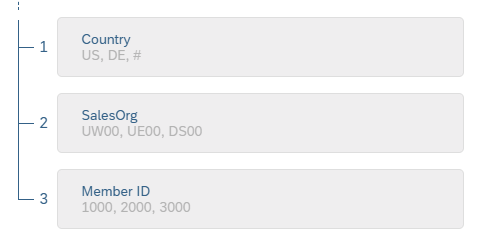 1
Country
US, DE, #
2
SalesOrg
UW00, UE00, DS00
3
Member ID
1000, 2000, 3000